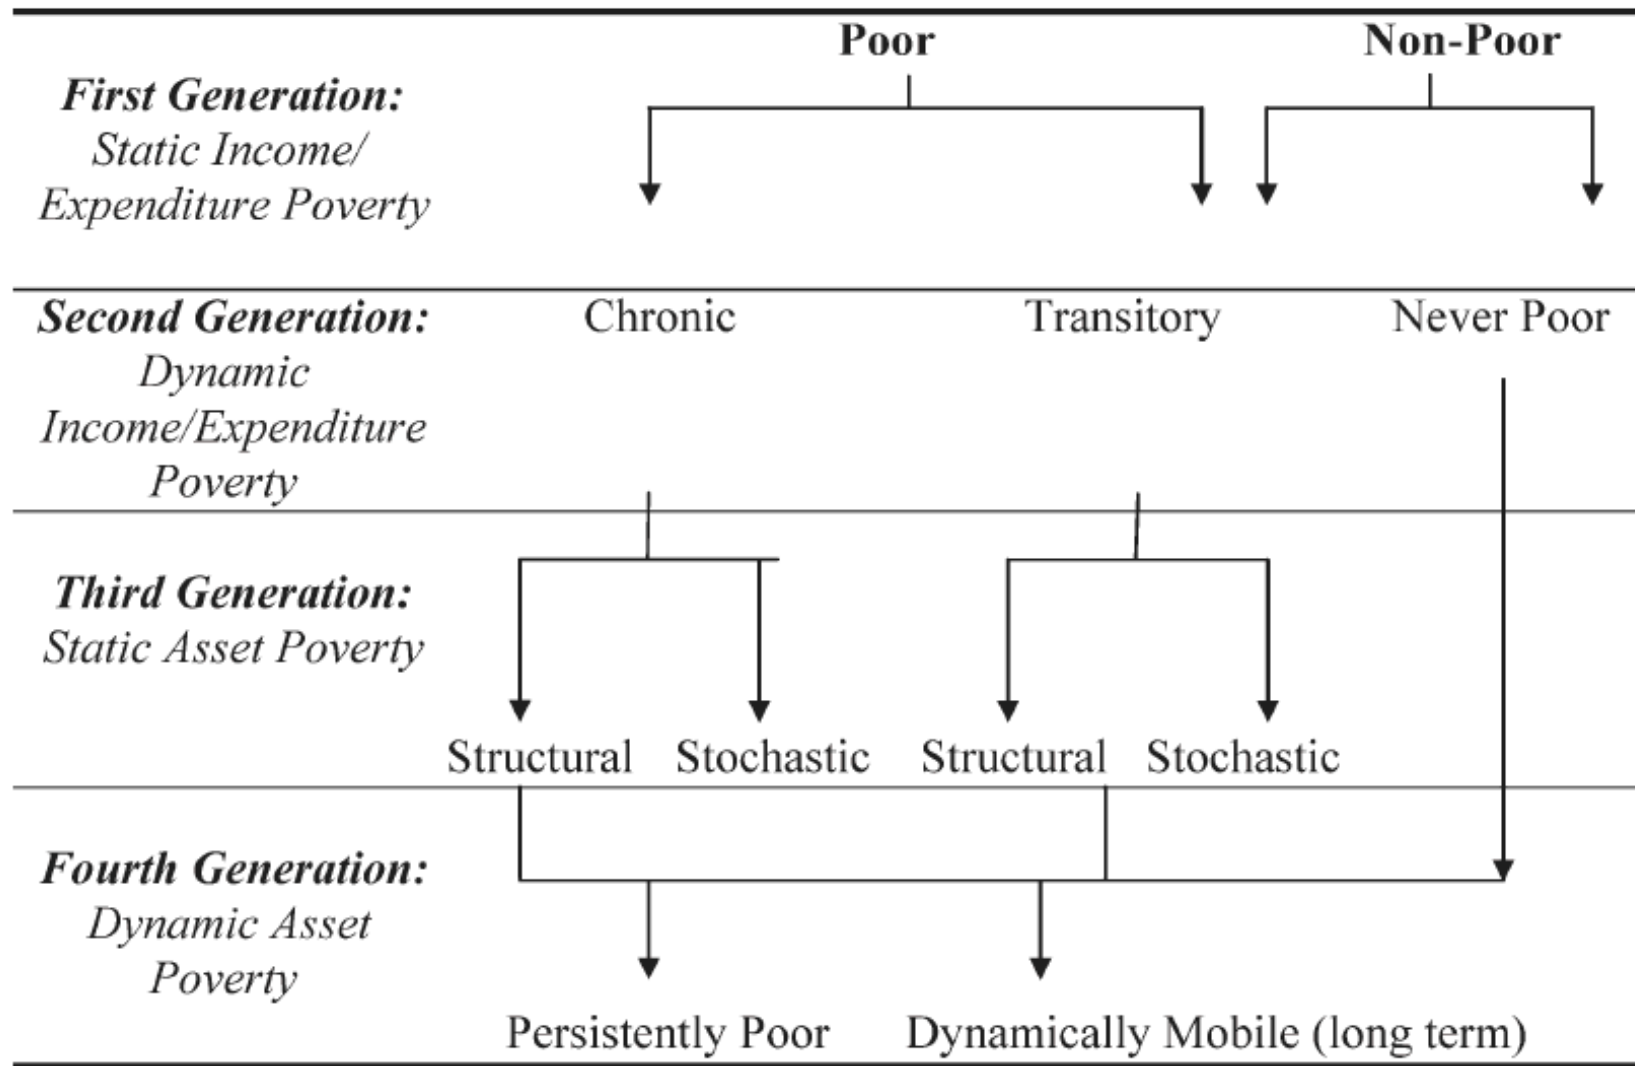 Poor Non-Poor
First Generation:
Static Income/
Expenditure Poverty
Second Generation: Chronic Transitory Never Poor
Dynamic
Income/Expenditure
Poverty
Third Generation:
Static Asset Poverty
Structural Stochastic Structural Stochastic
Fourth Generation:
Dynamic Asset
Poverty
Persistently Poor Dynamically Mobile (long term)